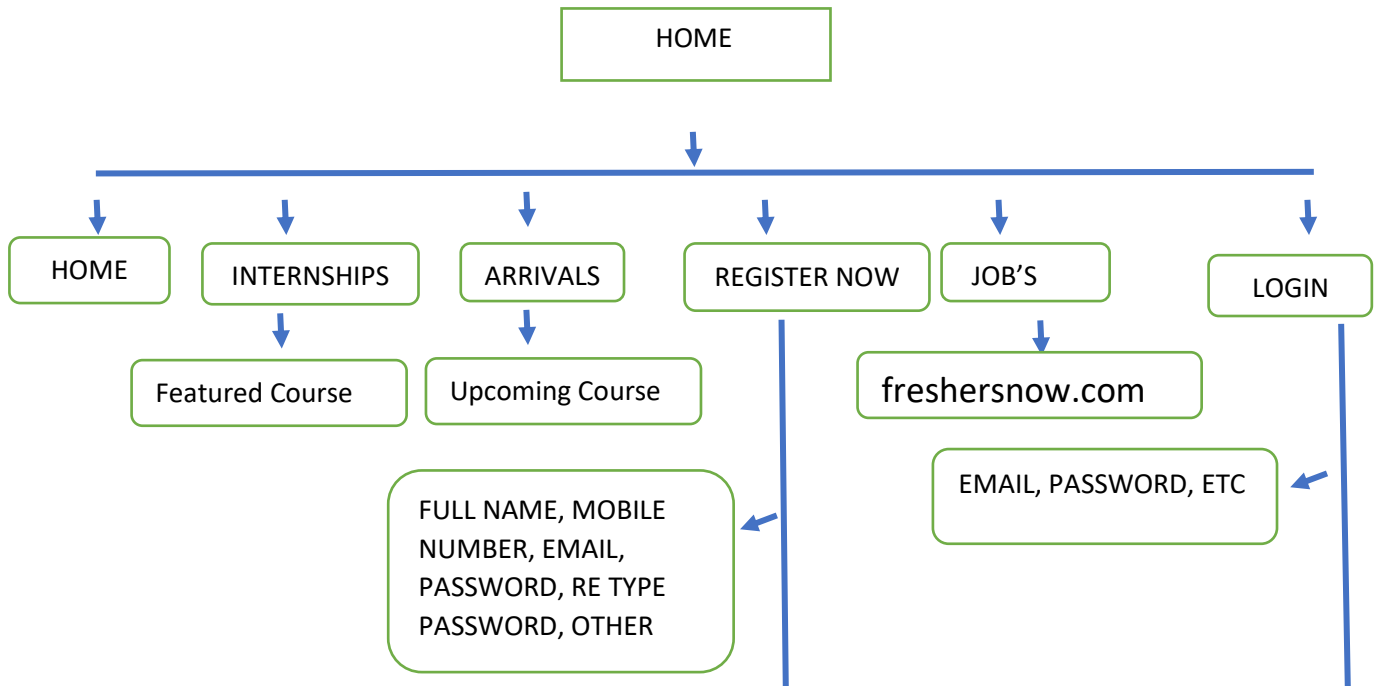 HOME
HOME
INTERNSHIPS
ARRIVALS
REGISTER NOW
JOB’S
LOGIN
Featured Course
Upcoming Course
freshersnow.com
FULL NAME, MOBILE
NUMBER, EMAIL,
PASSWORD, RE TYPE
PASSWORD, OTHER
EMAIL, PASSWORD, ETC